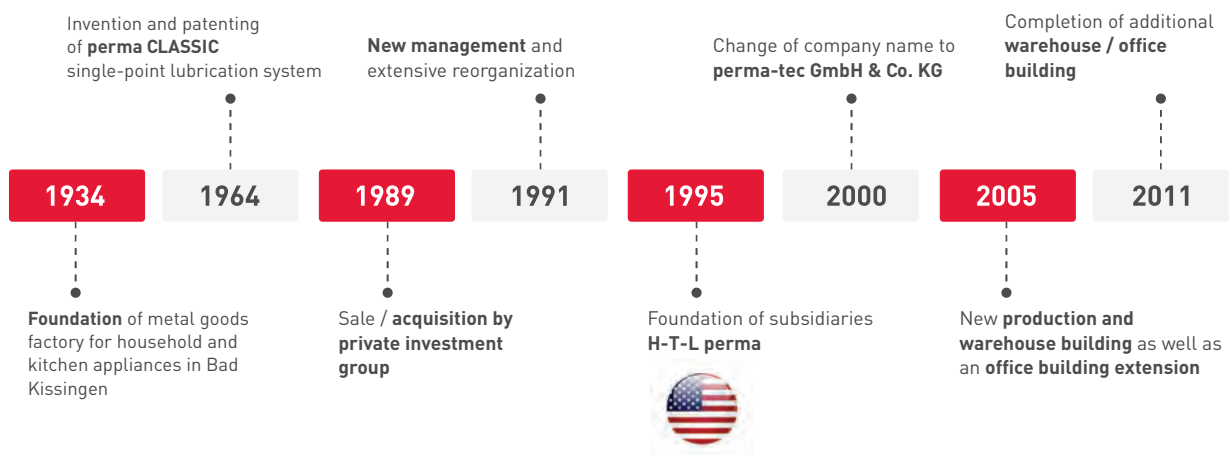 Invention and patenting
of perma CLASSIC
single-point lubrication system
New management and
extensive reorganization
Change of company name to
perma-tec GmbH & Co. KG
Completion of additional
warehouse / office
building
1934
1964
1989
1991
1995
2000
2005
2011
Foundation of metal goods
factory for household and
kitchen appliances in Bad
Kissingen
Sale / acquisition by
private investment
group
Foundation of subsidiaries
H-T-L perma
New production and
warehouse building as well as
an office building extension